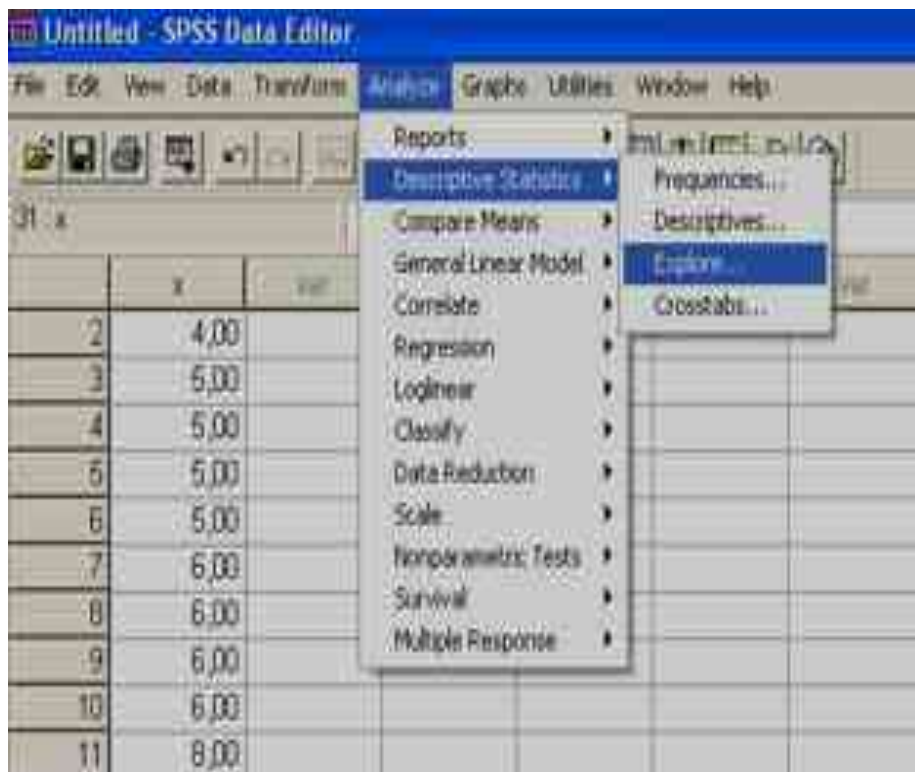 Untitled - SPSS Data Editor
File Edit View Data Transform Analyze Graphs Utilities Window Help
Reports
Descriptive Statistics
Compare Means
General Linear Model
Correlate
Regression
Loglinear
Classify
Data Reduction
Scale
Nonparametric Tests
Survival
Multiple Response
Frequencies...
Descriptives...
Explore...
Crosstabs...
x
x var var
2 4,00
3 5,00
4 5,00
5 5,00
6 5,00
7 6,00
8 6,00
9 6,00
10 6,00
11 8,00